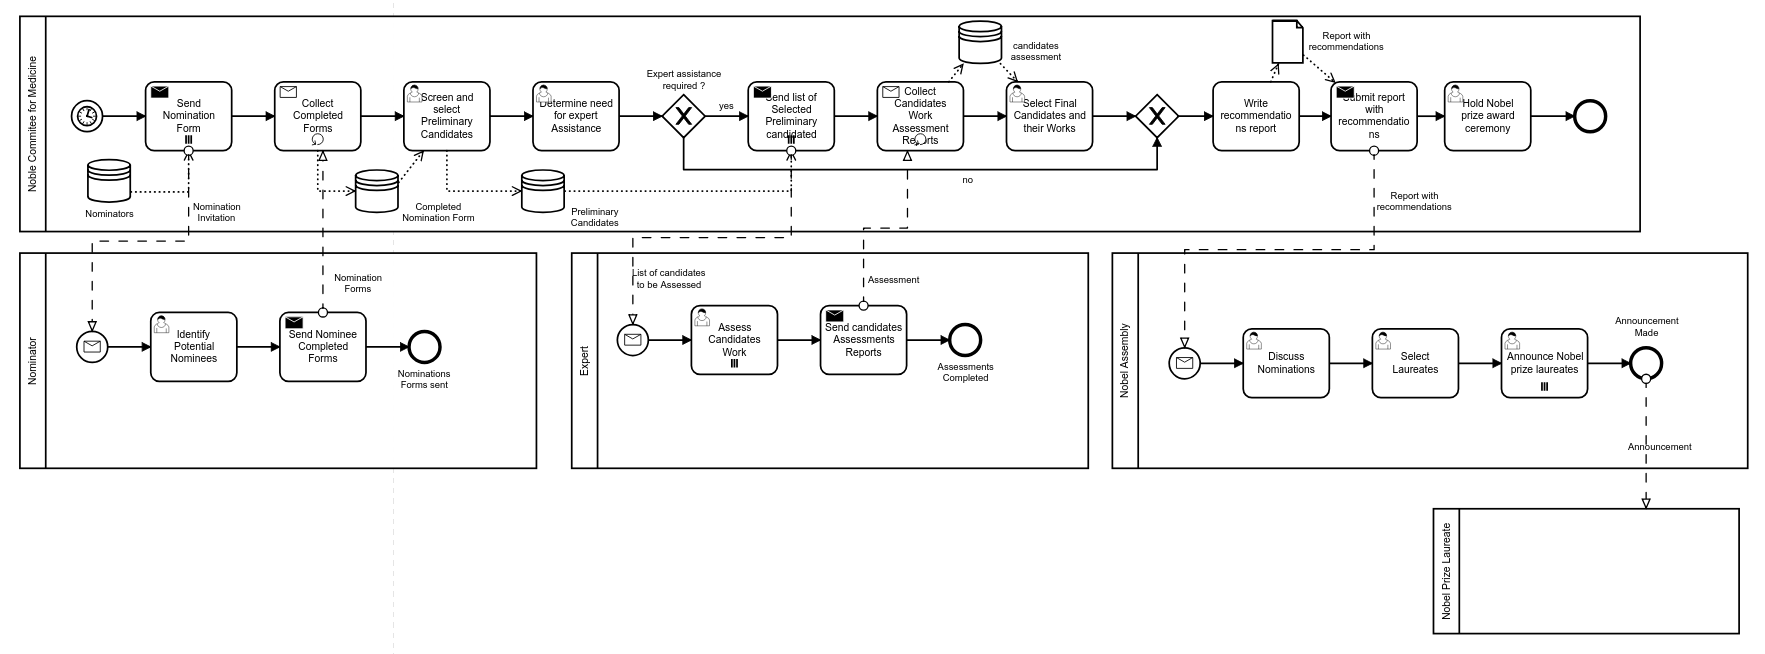 Noble Commitee for Medicine
Send
Nomination
Form
Collect
Completed
Forms
Screen and
select
Preliminary
Candidates
Determine need
for expert
Assistance
Expert assistance
required ?
yes
no
Send list of
Selected
Preliminary
candidated
Collect
Candidates
Work
Assessment
Reports
candidates
assessment
Select Final
Candidates and
their Works
Write
recommendatio
ns report
Report with
recommendations
Submit report
with
recommendatio
ns
Hold Nobel
prize award
ceremony
Nominators
Nomination
Invitation
Completed
Nomination Form
Preliminary
Candidates
Report with
recommendations
Nominator
Identify
Potential
Nominees
Send Nominee
Completed
Forms
Nomination
Forms
Nominations
Forms sent
Expert
List of candidates
to be Assessed
Assess
Candidates
Work
Send candidates
Assessments
Reports
Assessment
Assessments
Completed
Nobel Assembly
Discuss
Nominations
Select
Laureates
Announce Nobel
prize laureates
Announcement
Made
Announcement
Nobel Prize Laureate